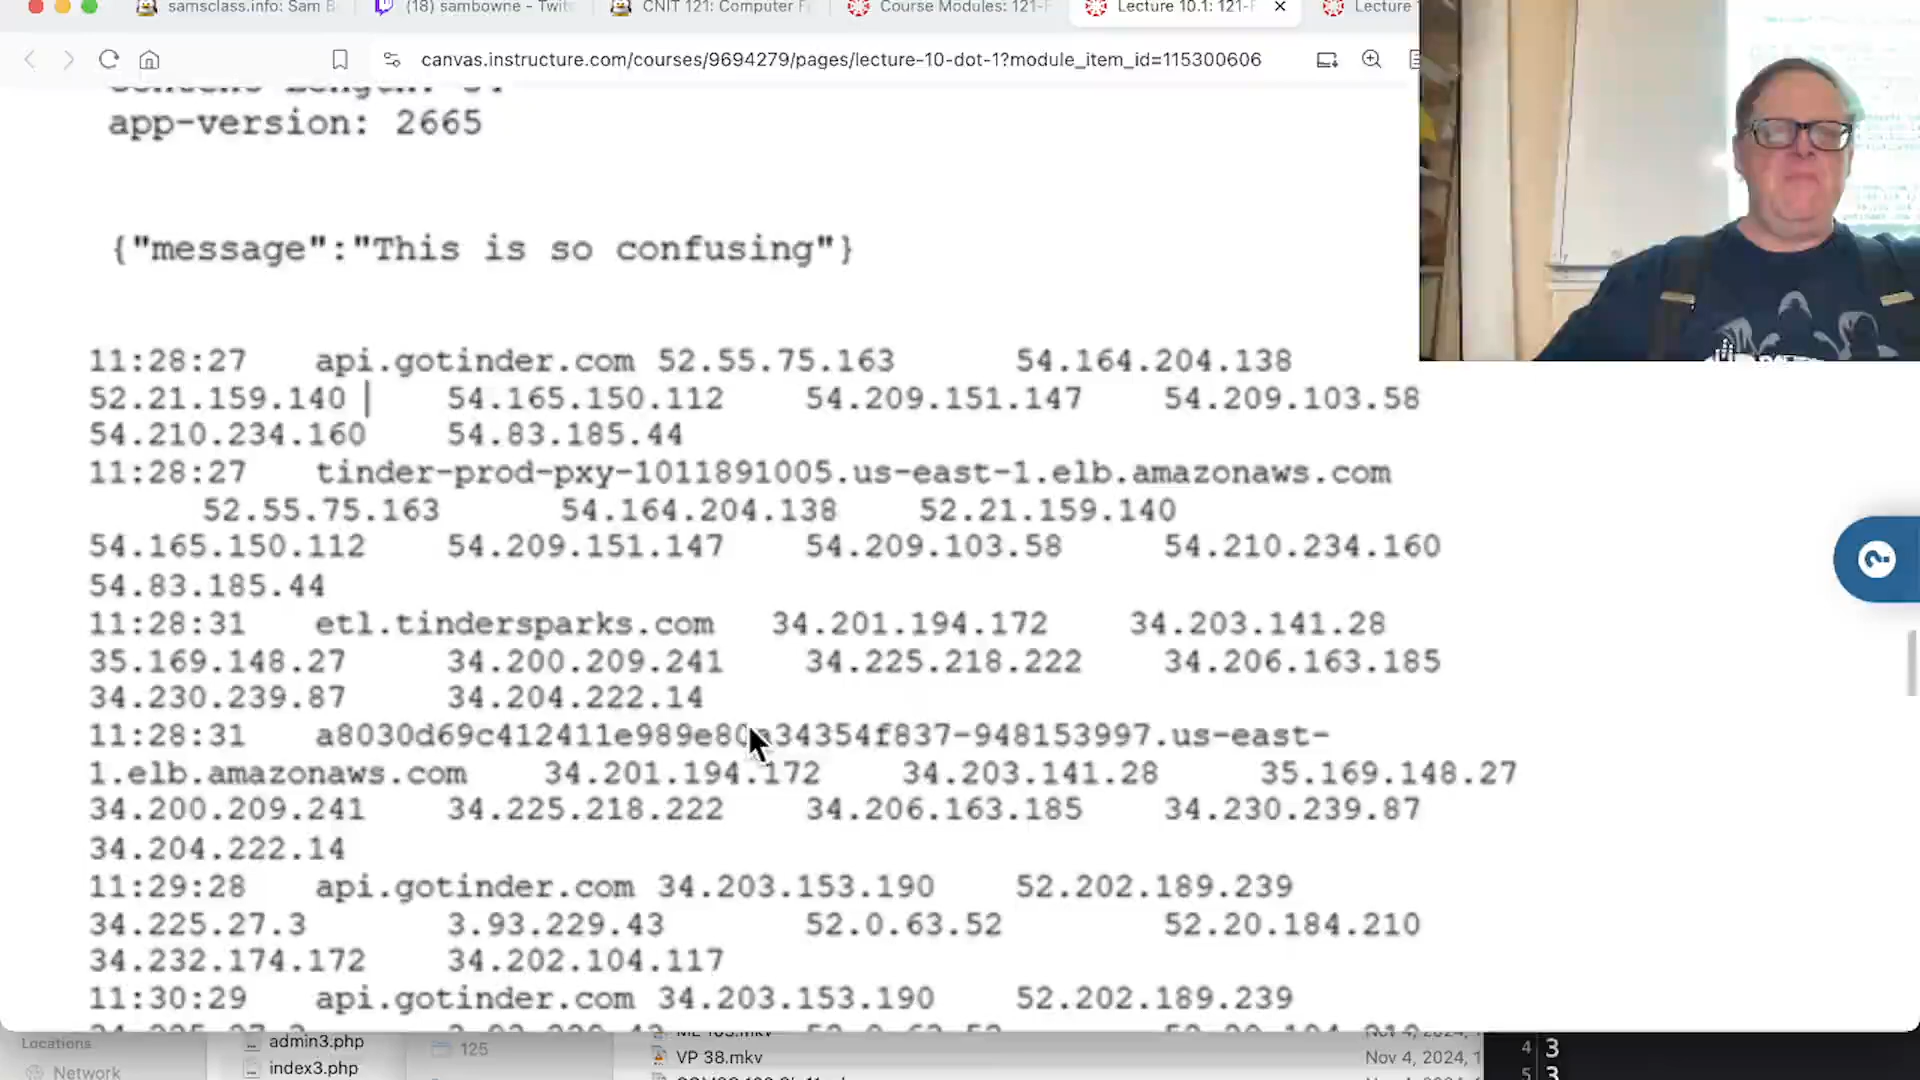 samsclass.info: Sam B
(18) sambowne - Twit
CNIT 121: Computer F
Course Modules: 121-F
Lecture 10.1: 121-F
Lecture 1
canvas.instructure.com/courses/9694279/pages/lecture-10-dot-1?module_item_id=115300606
app-version: 2665
{"message":"This is so confusing"}
11:28:27 api.gotinder.com 52.55.75.163 54.164.204.138
52.21.159.140 54.165.150.112 54.209.151.147 54.209.103.58
54.210.234.160 54.83.185.44
11:28:27 tinder-prod-pxy-1011891005.us-east-1.elb.amazonaws.com
52.55.75.163 54.164.204.138 52.21.159.140
54.165.150.112 54.209.151.147 54.209.103.58 54.210.234.160
54.83.185.44
11:28:31 etl.tindersparks.com 34.201.194.172 34.203.141.28
35.169.148.27 34.200.209.241 34.225.218.222 34.206.163.185
34.230.239.87 34.204.222.14
11:28:31 a8030d69c412411e989e80a34354f837-948153997.us-east-
1.elb.amazonaws.com 34.201.194.172 34.203.141.28 35.169.148.27
34.200.209.241 34.225.218.222 34.206.163.185 34.230.239.87
34.204.222.14
11:29:28 api.gotinder.com 34.203.153.190 52.202.189.239
34.225.27.3 3.93.229.43 52.0.63.52 52.20.184.210
34.232.174.172 34.202.104.117
11:30:29 api.gotinder.com 34.203.153.190 52.202.189.239
Locations
Network
admin3.php
index3.php
125
VP 38.mkv
Nov 4, 2024, 1
4 3
5 3